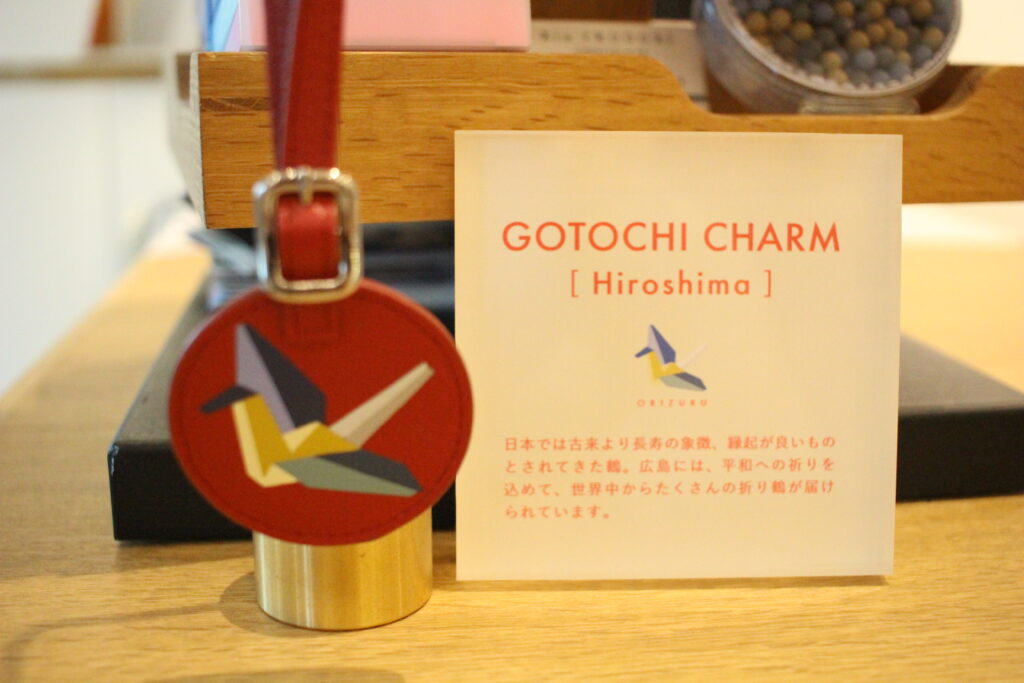 GOTOCHI CHARM
[ Hiroshima ]
ORIZURU
日本では古来より長寿の象徴、縁起が良いもの
とされてきた鶴。広島には、平和への祈りを
込めて、世界中からたくさんの折り鶴が届け
られています。